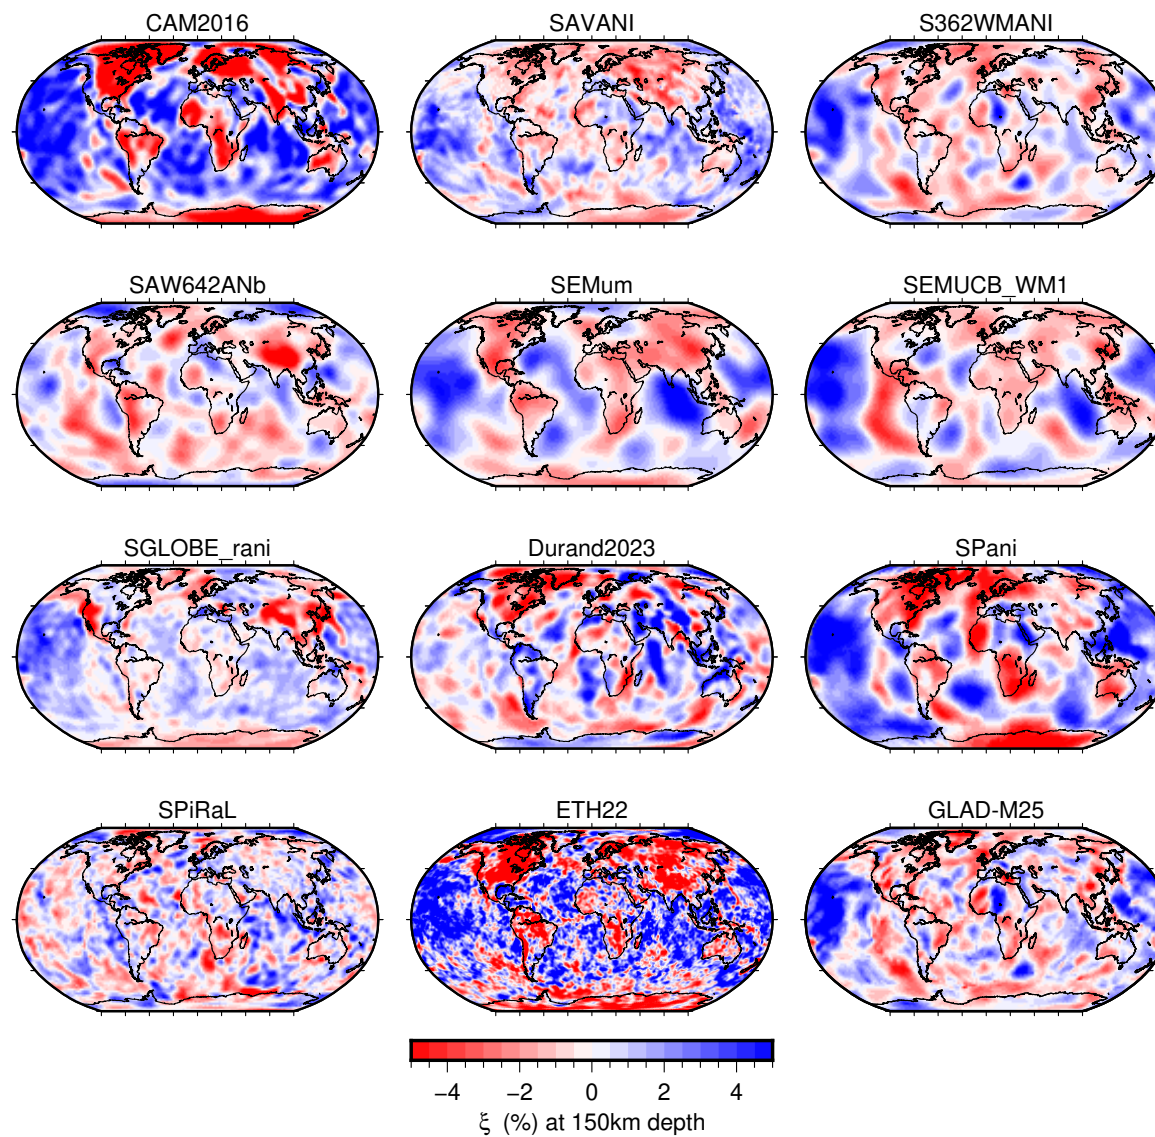 CAM2016 SAVANI S362WMANI
SAW642ANb SEMum SEMUCB_WM1
SGLOBE_rani Durand2023 SPani
SPiRaL ETH22 GLAD-M25
−4 −2 0 2 4
ξ (%) at 150km depth